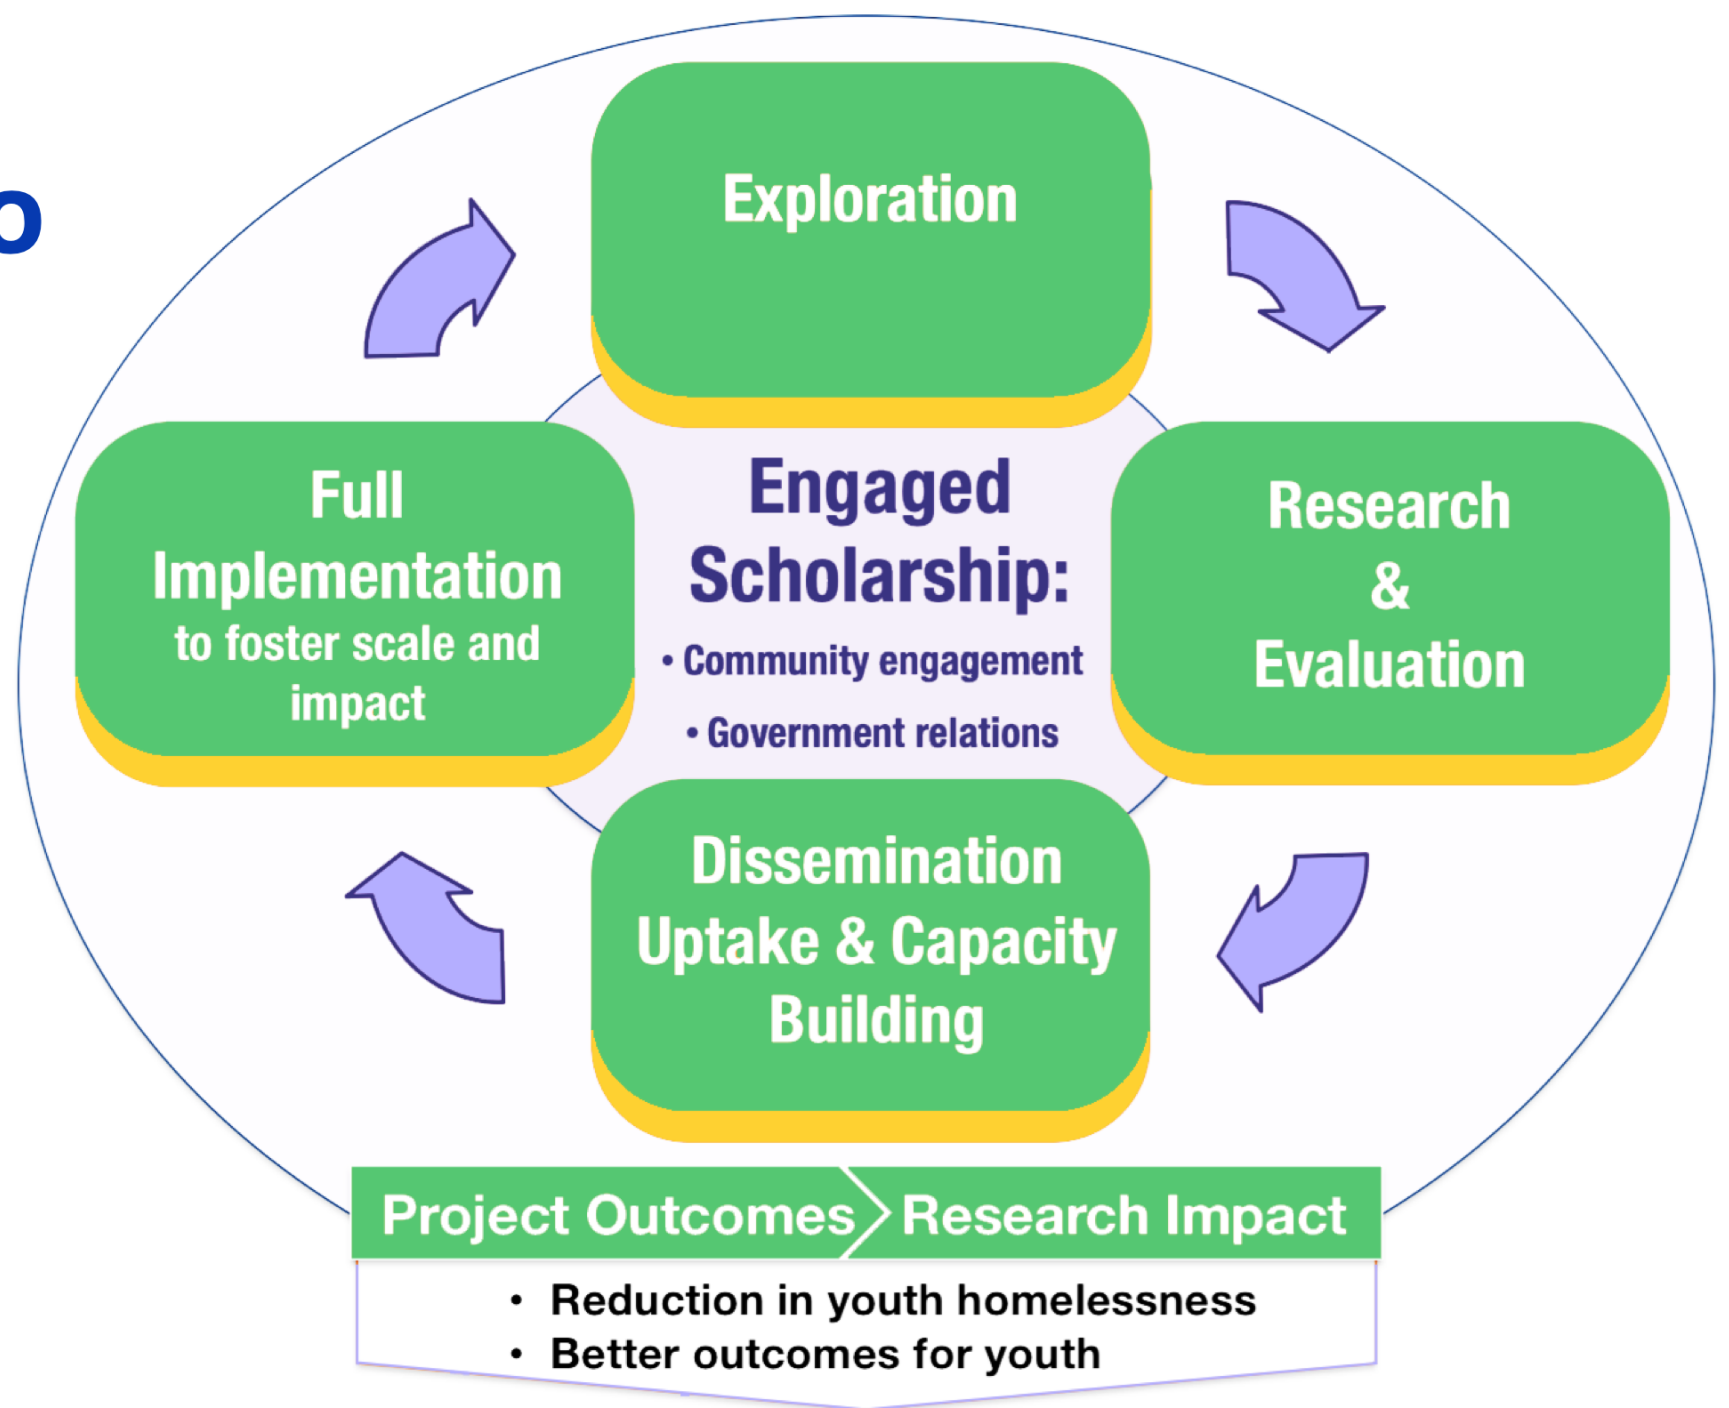 o
Exploration
Full
Implementation
to foster scale and
impact
Engaged
Scholarship:
• Community engagement
• Government relations
Research
&
Evaluation
Dissemination
Uptake & Capacity
Building
Project Outcomes Research Impact
• Reduction in youth homelessness
• Better outcomes for youth